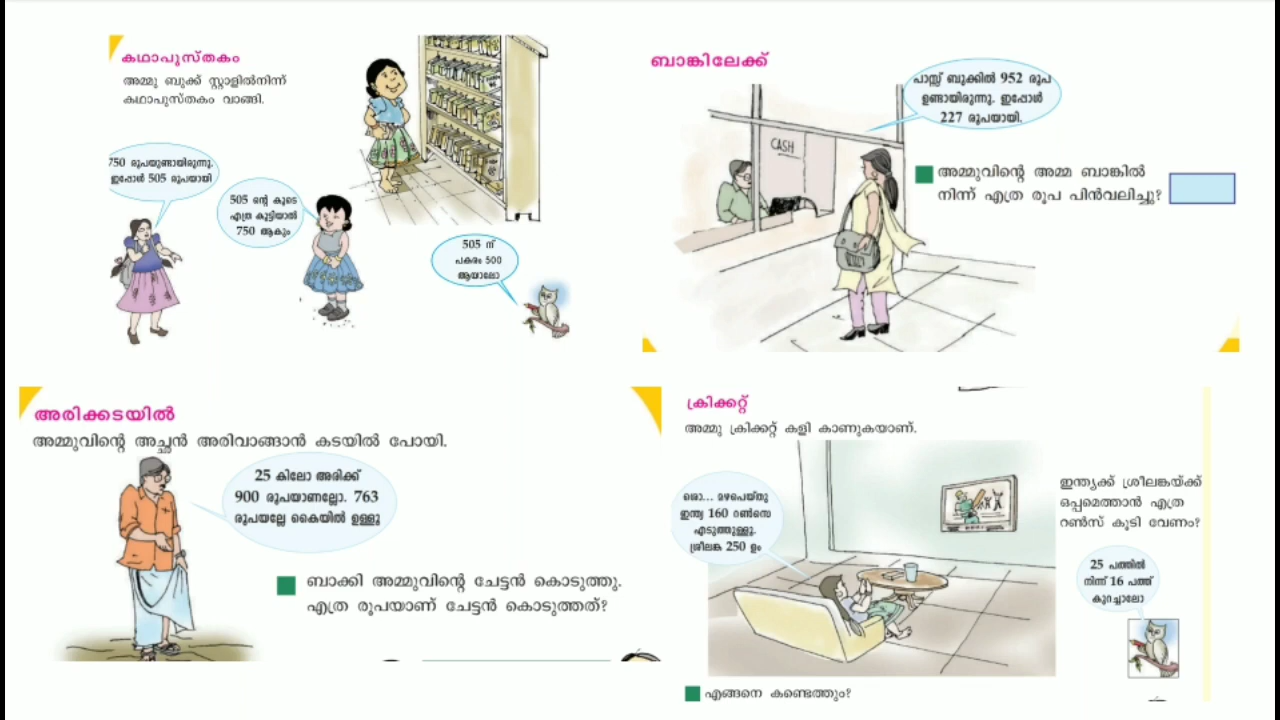 കഥാപുസ്തകം
അമ്മു ബുക്ക് സ്റ്റാളിൽനിന്ന്
കഥാപുസ്തകം വാങ്ങി.
750 രൂപയുണ്ടായിരുന്നു.
ഇപ്പോൾ 505 രൂപയായി
505 ന്റെ കൂടെ
എത്ര കൂട്ടിയാൽ
750 ആകും
505 ന്
പകരം 500
ആയാലോ
ബാങ്കിലേക്ക്
പാസ്സ് ബുക്കിൽ 952 രൂപ
ഉണ്ടായിരുന്നു. ഇപ്പോൾ
227 രൂപയായി.
CASH
അമ്മുവിന്റെ അമ്മ ബാങ്കിൽ
നിന്ന് എത്ര രൂപ പിൻവലിച്ചു?
അരിക്കടയിൽ
അമ്മുവിന്റെ അച്ഛൻ അരിവാങ്ങാൻ കടയിൽ പോയി.
25 കിലോ അരിക്ക്
900 രൂപയാണല്ലോ. 763
രൂപയല്ലേ കൈയിൽ ഉള്ളൂ
ബാക്കി അമ്മുവിന്റെ ചേട്ടൻ കൊടുത്തു.
എത്ര രൂപയാണ് ചേട്ടൻ കൊടുത്തത്?
ക്രിക്കറ്റ്
അമ്മു ക്രിക്കറ്റ് കളി കാണുകയാണ്.
ശൊ... മഴപെയ്തു
ഇന്ത്യ 160 റൺസെ
എടുത്തുള്ളു.
ശ്രീലങ്ക 250 ഉം
ഇന്ത്യക്ക് ശ്രീലങ്കയ്ക്ക്
ഒപ്പമെത്താൻ എത്ര
റൺസ് കൂടി വേണം?
25 പത്തിൽ
നിന്ന് 16 പത്ത്
കുറച്ചാലോ
എങ്ങനെ കണ്ടെത്തും?